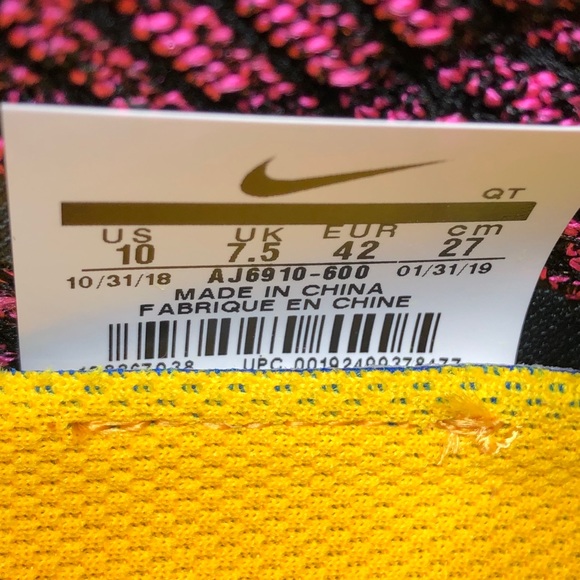 QT
US UK EUR cm
10 7.5 42 27
10/31/18 AJ6910-600 01/31/19
MADE IN CHINA
FABRIQUE EN CHINE
UPC